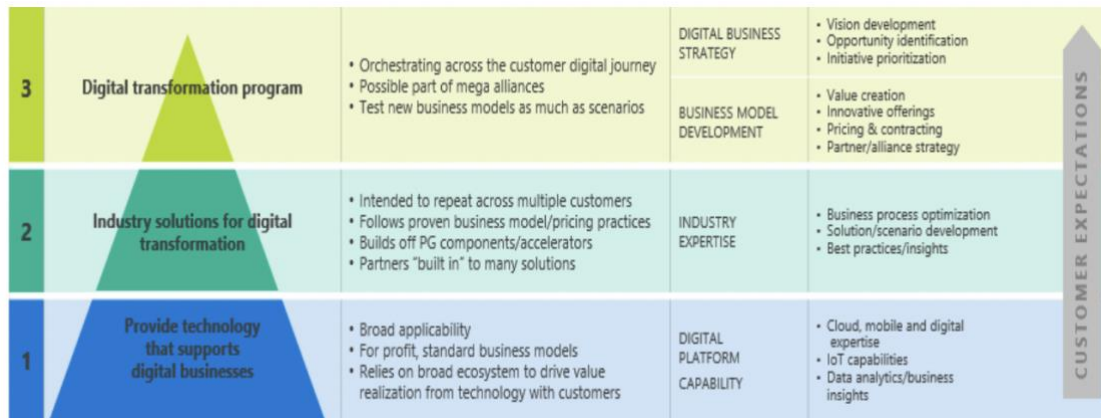 3
Digital transformation program
• Orchestrating across the customer digital journey
• Possible part of mega alliances
• Test new business models as much as scenarios
DIGITAL BUSINESS
STRATEGY
• Vision development
• Opportunity identification
• Initiative prioritization
BUSINESS MODEL
DEVELOPMENT
• Value creation
• Innovative offerings
• Pricing & contracting
• Partner/alliance strategy
2
Industry solutions for digital
transformation
• Intended to repeat across multiple customers
• Follows proven business model/pricing practices
• Builds off PG components/accelerators
• Partners “built in” to many solutions
INDUSTRY
EXPERTISE
• Business process optimization
• Solution/scenario development
• Best practices/insights
1
Provide technology
that supports
digital businesses
• Broad applicability
• For profit, standard business models
• Relies on broad ecosystem to drive value
realization from technology with customers
DIGITAL
PLATFORM
CAPABILITY
• Cloud, mobile and digital
expertise
• IoT capabilities
• Data analytics/business
insights
CUSTOMER EXPECTATIONS